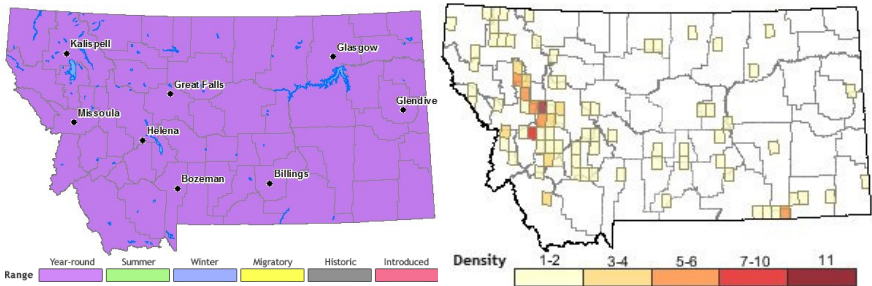 Kalispell
Glasgow
Great Falls
Glendive
Missoula
Helena
Bozeman
Billings
Range Year-round Summer Winter Migratory Historic Introduced
Density 1-2 3-4 5-6 7-10 11